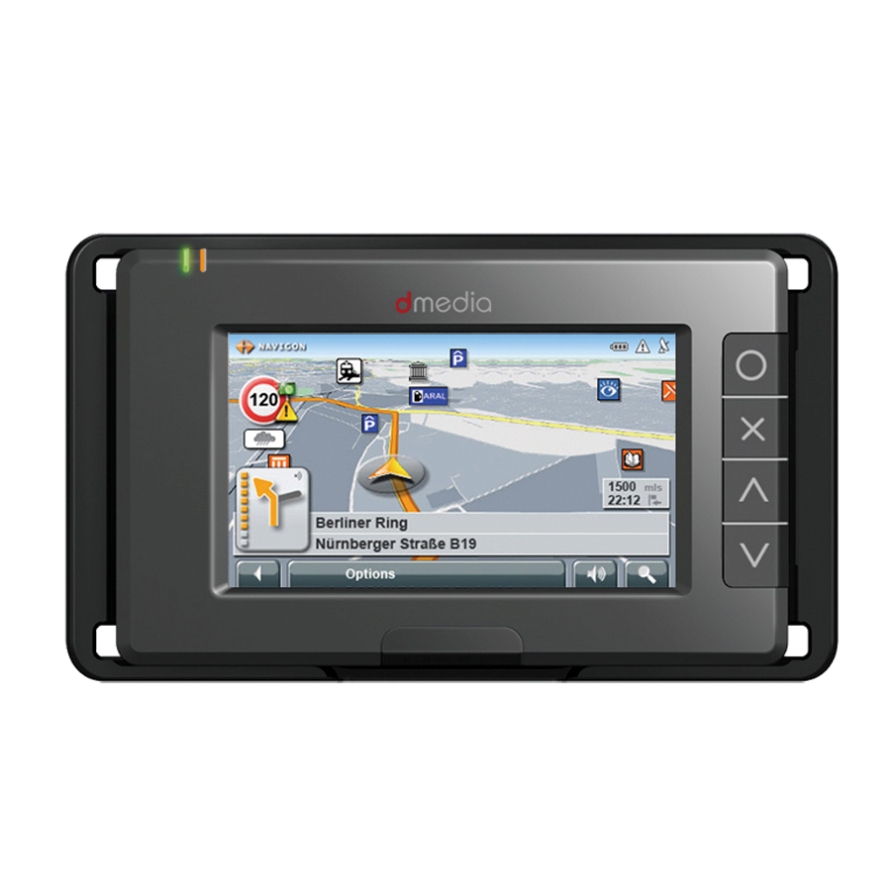 dmedia
NAVIGON
P
P
ARAL
120
P
1500 mls
22:12
Berliner Ring
Nürnberger Straße B19
Options